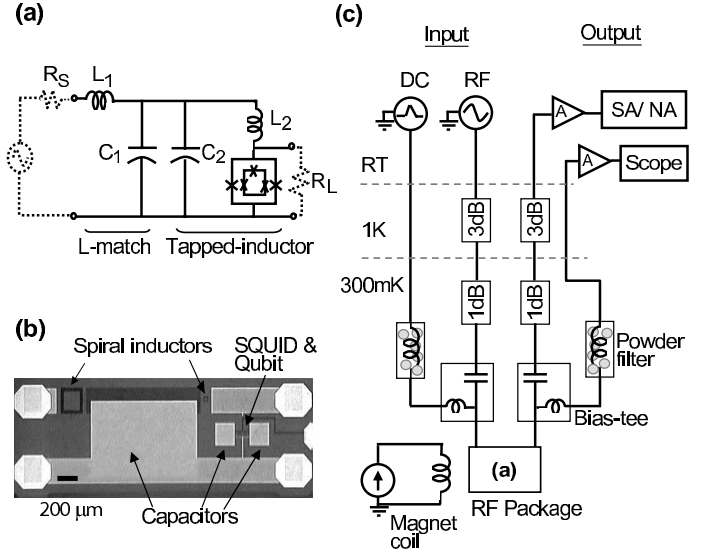 (a)
R_S
L_1
L_2
C_1
C_2
R_L
L-match
Tapped-inductor
(b)
Spiral inductors
SQUID &
Qubit
200 μm
Capacitors
(c)
Input
Output
DC
RF
A
SA/ NA
A
Scope
RT
3dB
3dB
1K
300mK
1dB
1dB
Powder
filter
Bias-tee
(a)
RF Package
Magnet
coil